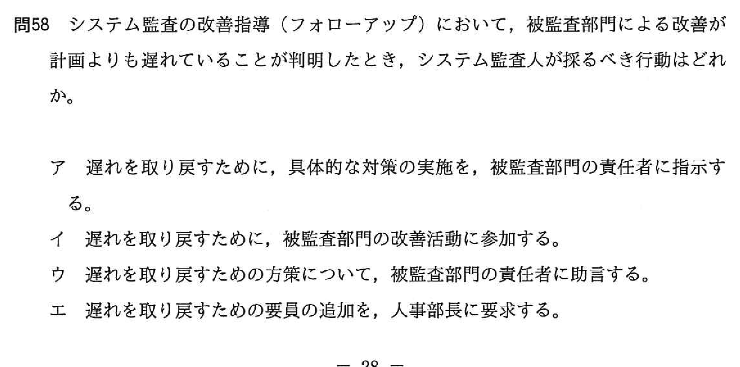 問58 システム監査の改善指導（フォローアップ）において，被監査部門による改善が
計画よりも遅れていることが判明したとき，システム監査人が採るべき行動はどれ
か。
ア 遅れを取り戻すために，具体的な対策の実施を，被監査部門の責任者に指示す
る。
イ 遅れを取り戻すために，被監査部門の改善活動に参加する。
ウ 遅れを取り戻すための方策について，被監査部門の責任者に助言する。
エ 遅れを取り戻すための要員の追加を，人事部長に要求する。